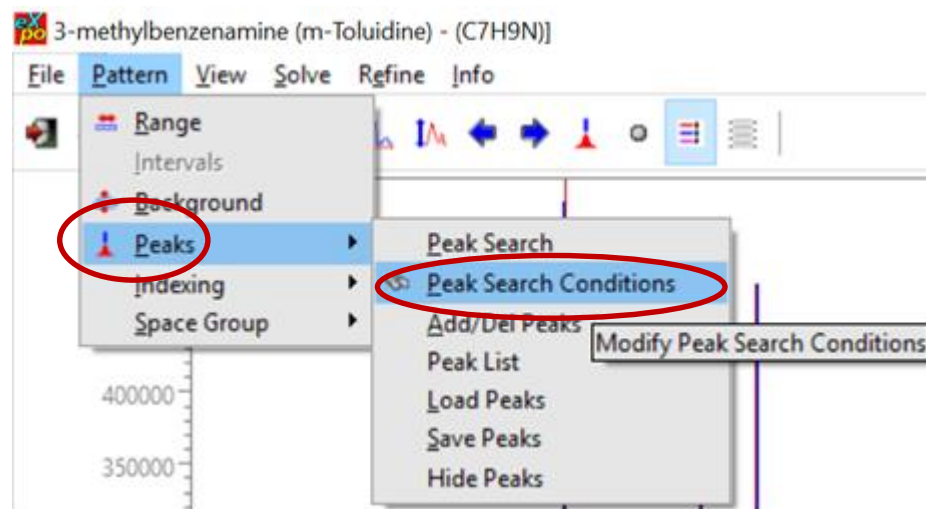 expo 3-methylbenzenamine (m-Toluidine) - (C7H9N)]
File Pattern View Solve Refine Info
Range
Intervals
Background
Peaks
Indexing
Space Group
Peak Search
Peak Search Conditions
Add/Del Peaks
Modify Peak Search Conditions
Peak List
Load Peaks
Save Peaks
Hide Peaks
400000
350000